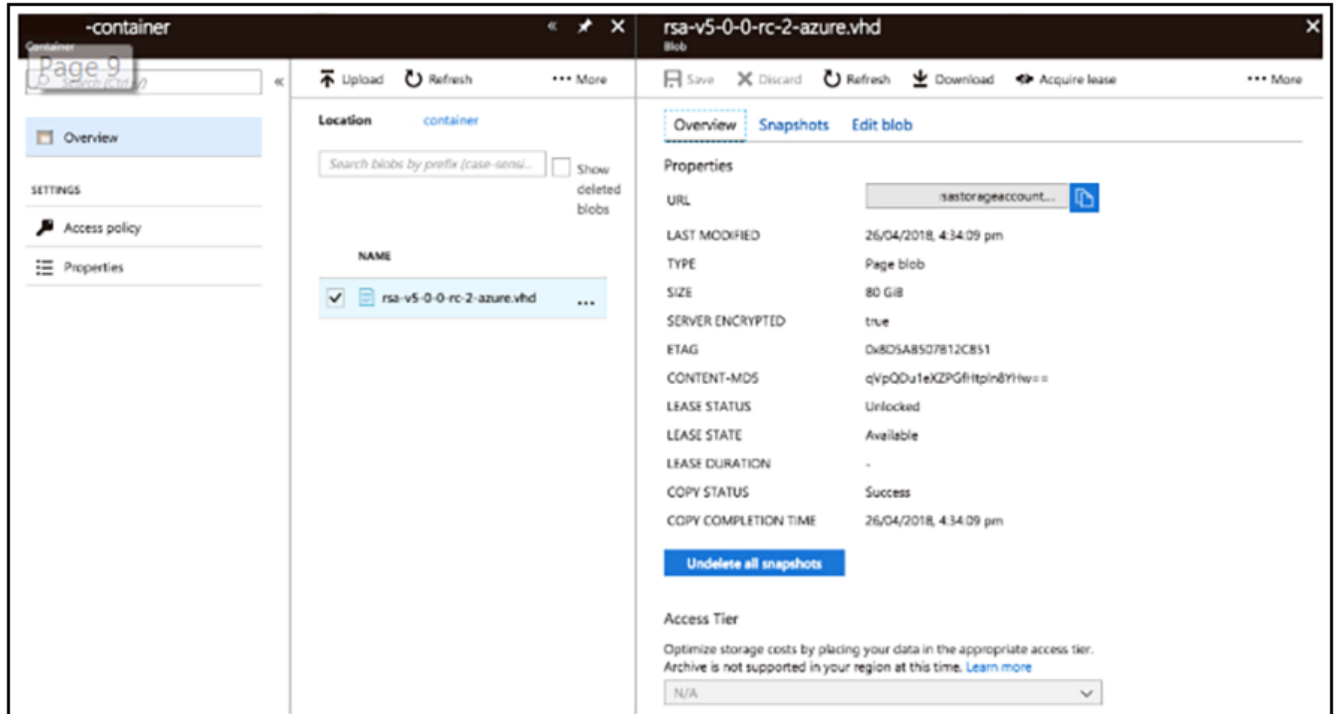 -container
Container
Page 9
Search (Ctrl+/)
Overview
SETTINGS
Access policy
Properties
Upload Refresh ••• More
Location container
Search blobs by prefix (case-sensi...
Show
deleted
blobs
NAME
rsa-v5-0-0-rc-2-azure.vhd ...
rsa-v5-0-0-rc-2-azure.vhd
Blob
Save Discard Refresh Download Acquire lease ••• More
Overview Snapshots Edit blob
Properties
URL sastorageaccount...
LAST MODIFIED 26/04/2018, 4:34:09 pm
TYPE Page blob
SIZE 80 GiB
SERVER ENCRYPTED true
ETAG
CONTENT-MD5
LEASE STATUS Unlocked
LEASE STATE Available
LEASE DURATION -
COPY STATUS Success
COPY COMPLETION TIME 26/04/2018, 4:34:09 pm
Undelete all snapshots
Access Tier
Optimize storage costs by placing your data in the appropriate access tier.
Archive is not supported in your region at this time. Learn more
N/A